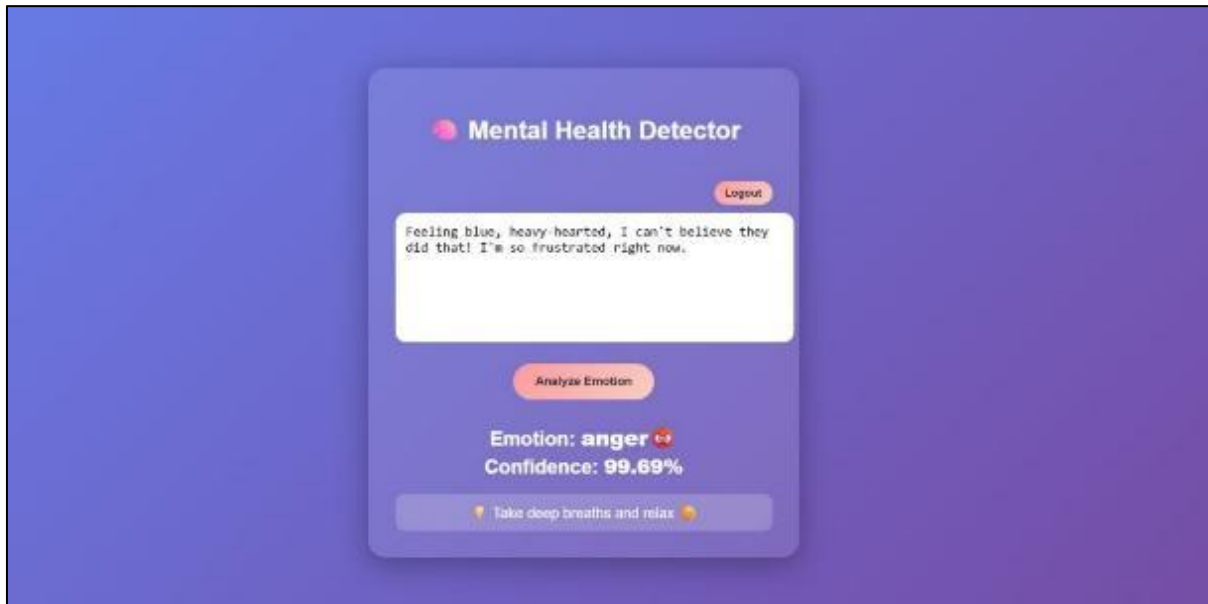 Mental Health Detector
Logout
Feeling blue, heavy-hearted, I can't believe they
did that! I'm so frustrated right now.
Analyze Emotion
Emotion: anger
Confidence: 99.69%
Take deep breaths and relax